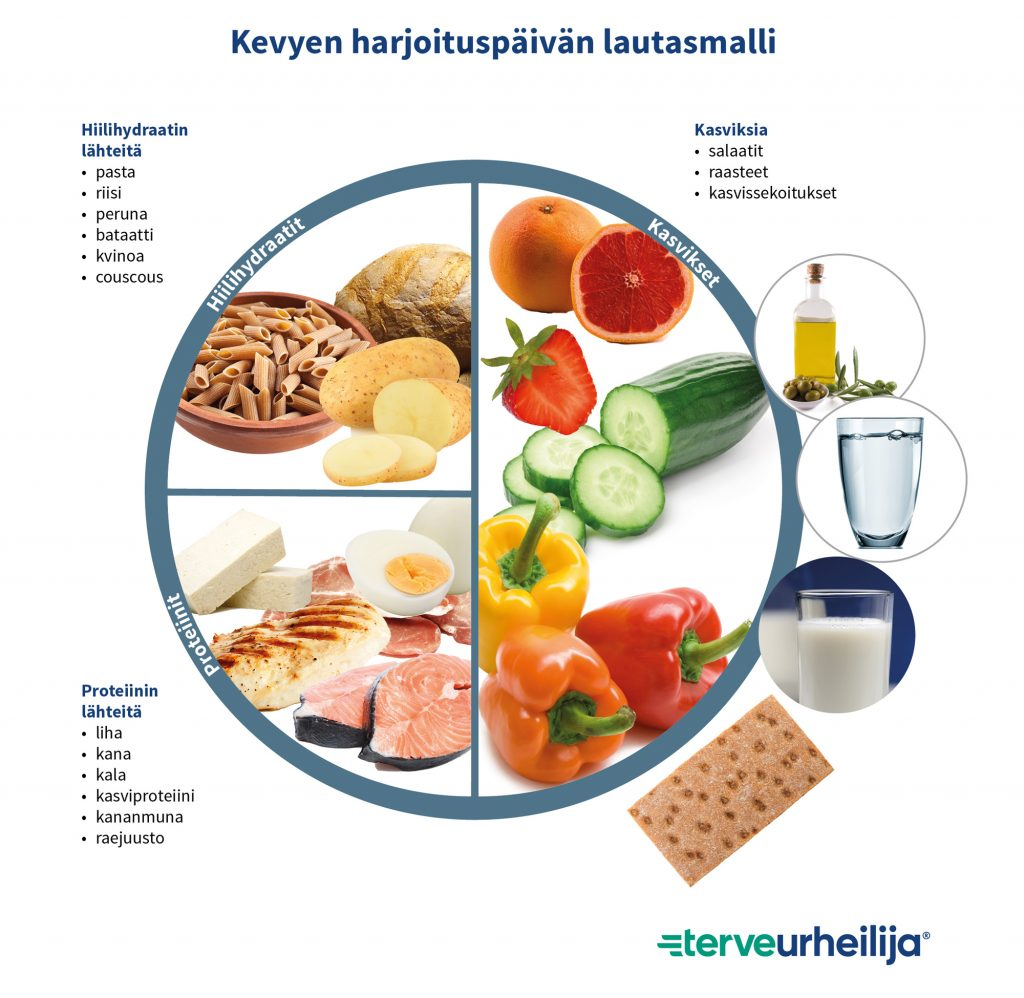 Kevyen harjoituspäivän lautasmalli
Hiilihydraatin
lähteitä
• pasta
• riisi
• peruna
• bataatti
• kvinoa
• couscous
Kasviksia
• salaatit
• raasteet
• kasvissekoitukset
Hiilihydraatit
Kasvikset
Proteiinit
Proteiinin
lähteitä
• liha
• kana
• kala
• kasviproteiini
• kananmuna
• raejuusto
terveurheilija®